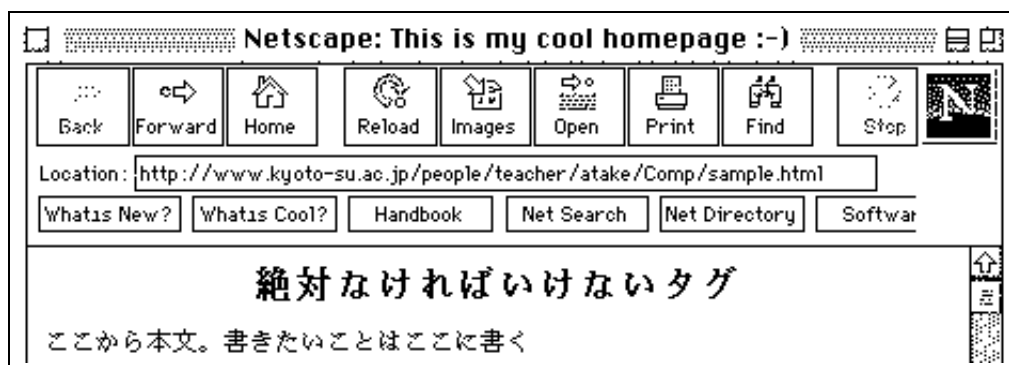 Netscape: This is my cool homepage :-)
Back Forward Home Reload Images Open Print Find Stop N
Location: http://www.kyoto-su.ac.jp/people/teacher/atake/Comp/sample.html
Whatıs New? Whatıs Cool? Handbook Net Search Net Directory Softwar
絶対なければいけないタグ
ここから本文。書きたいことはここに書く